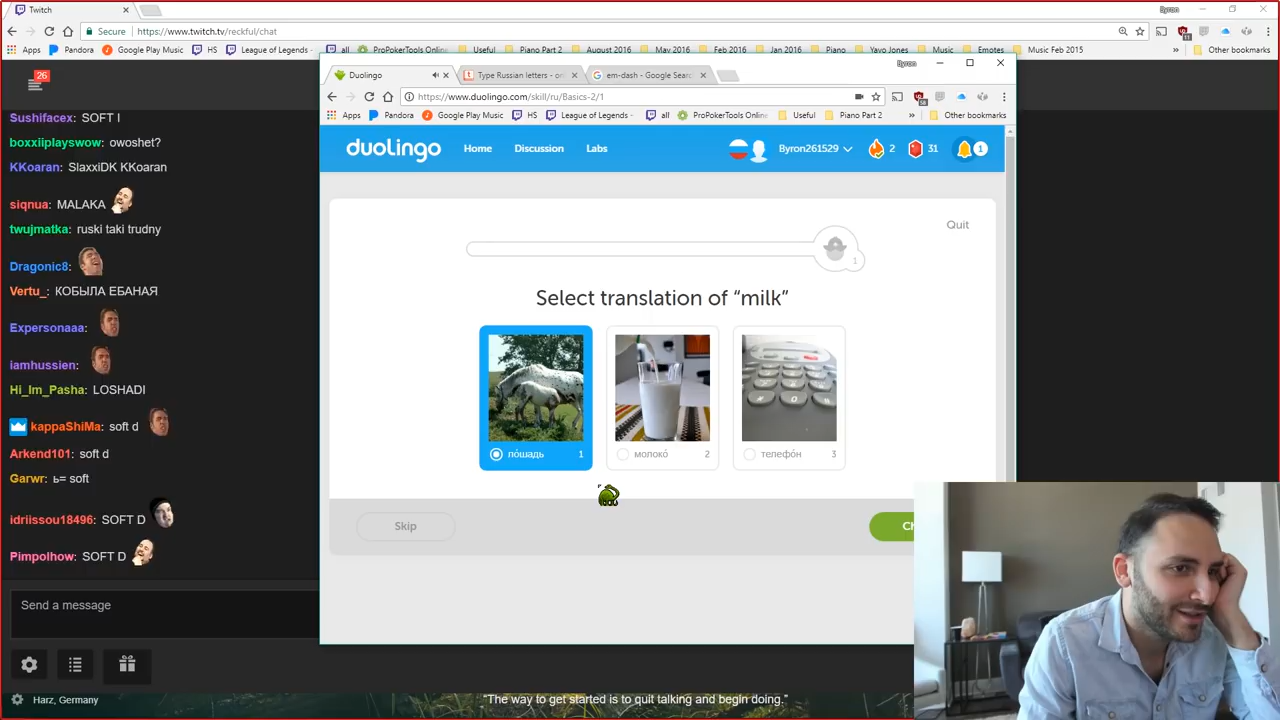 Twitch
Byron
Secure
https://www.twitch.tv/reckful/chat
Apps
Pandora
Google Play Music
HS
League of Legends -
all
ProPokerTools Online
Useful
Piano Part 2
August 2016
May 2016
Feb 2016
Jan 2016
Piano
Yavo Jones
Music
Emotes
Music Feb 2015
»
Other bookmarks
26
Sushifacex: SOFT I
boxxiiplayswow: owoshet?
KKoaran: SlaxxiDK KKoaran
siqnua: MALAKA
twujmatka: ruski taki trudny
Dragonic8:
Vertu_: КОБЫЛА ЕБАНАЯ
Expersonaaa:
iamhussien:
Hi_Im_Pasha: LOSHADI
kappaShiMa: soft d
Arkend101: soft d
Garwr: ь= soft
idriissou18496: SOFT D
Pimpolhow: SOFT D
Send a message
Harz, Germany
"The way to get started is to quit talking and begin doing."
Duolingo
Type Russian letters - on
em-dash - Google Searc
Byron
https://www.duolingo.com/skill/ru/Basics-2/1
Apps
Pandora
Google Play Music
HS
League of Legends -
all
ProPokerTools Onlin
Useful
Piano Part 2
»
Other bookmarks
duolingo
Home
Discussion
Labs
Byron261529
2
31
1
Quit
1
Select translation of “milk”
ло́шадь 1
молоко́ 2
телефо́н 3
Skip